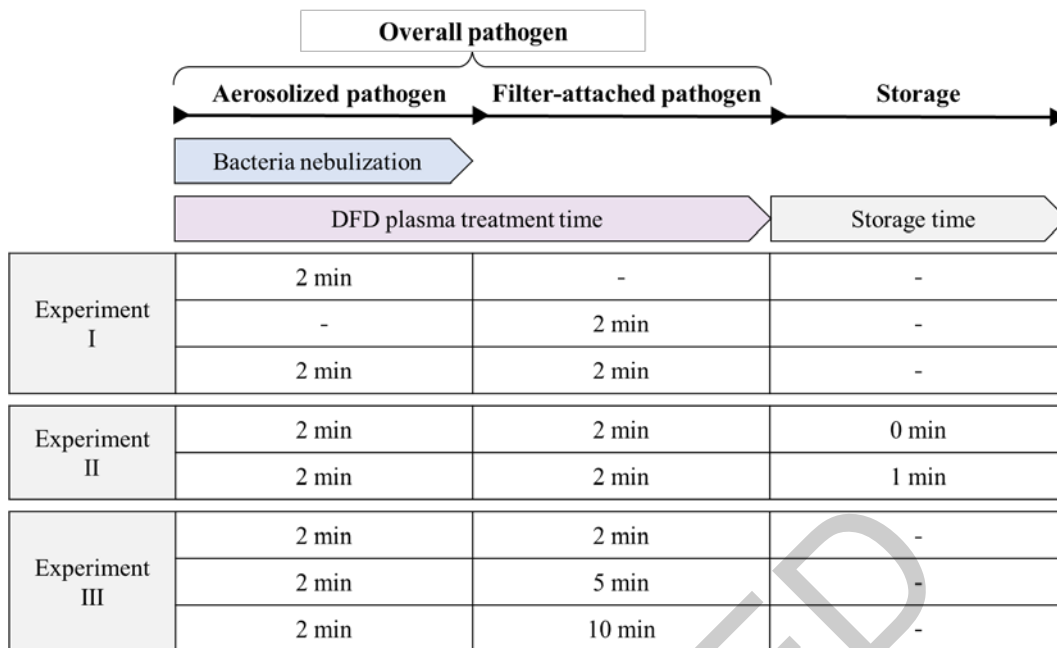 Overall pathogen
Aerosolized pathogen Filter-attached pathogen Storage
Bacteria nebulization
DFD plasma treatment time Storage time
Experiment
I
2 min - -
- 2 min -
2 min 2 min -
Experiment
II
2 min 2 min 0 min
2 min 2 min 1 min
Experiment
III
2 min 2 min -
2 min 5 min -
2 min 10 min -